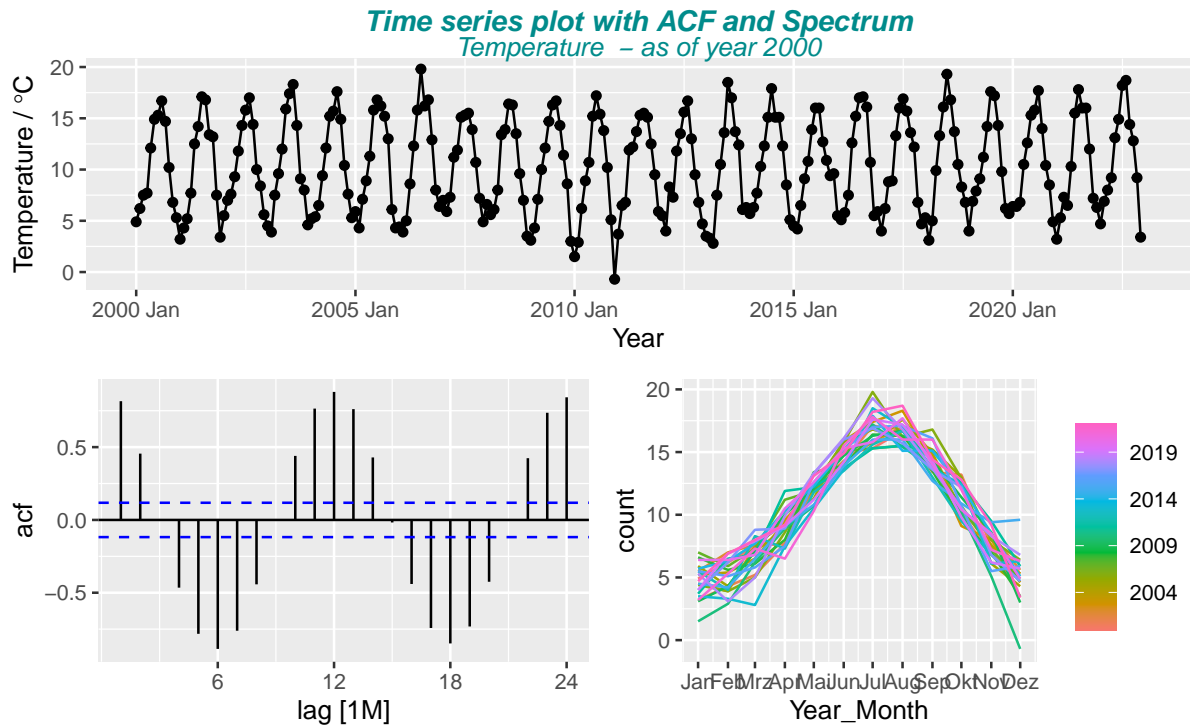 Time series plot with ACF and Spectrum
Temperature – as of year 2000
Temperature / °C
20
15
10
5
0
2000 Jan
2005 Jan
2010 Jan
2015 Jan
2020 Jan
Year
acf
0.5
0.0
−0.5
6
12
18
24
lag [1M]
count
20
15
10
5
0
Jan
Feb
Mrz
Apr
Mai
Jun
Jul
Aug
Sep
Okt
Nov
Dez
Year_Month
2019
2014
2009
2004